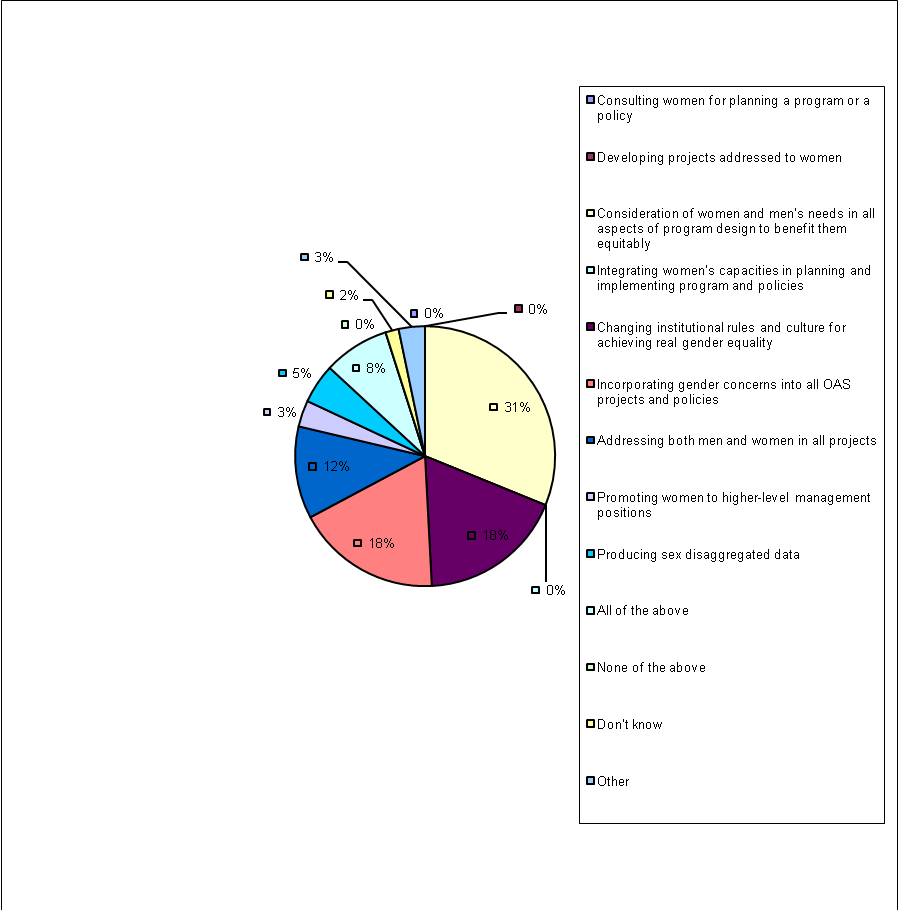 Consulting women for planning a program or a
policy
Developing projects addressed to women
Consideration of women and men's needs in all
aspects of program design to benefit them
equitably
Integrating women's capacities in planning and
implementing program and policies
Changing institutional rules and culture for
achieving real gender equality
Incorporating gender concerns into all OAS
projects and policies
Addressing both men and women in all projects
Promoting women to higher-level management
positions
Producing sex disaggregated data
All of the above
None of the above
Don't know
Other
3%
2%
0%
0%
0%
5%
8%
3%
31%
12%
18%
18%
0%